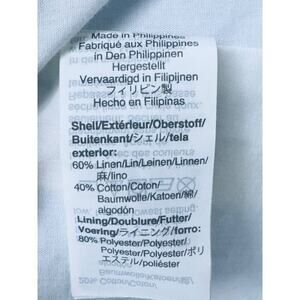 Made in Philippines
Fabriqué aux Philippines
in Den Philippinen
Hergestellt
Vervaardigd in Filipijnen
フィリピン製
Hecho en Filipinas
Shell/Extérieur/Oberstoff/
Buitenkant/シェル/tela
exterior:
60% Linen/Lin/Leinen/Linnen/
麻/lino
40% Cotton/Coton/
Baumwolle/Katoen/綿/
algodón
Lining/Doublure/Futter/
Voering/ライニング/forro:
80% Polyester/Polyester/
Polyester/Polyester/ポリ
エステル/poliéster
20% Cotton/Coton/